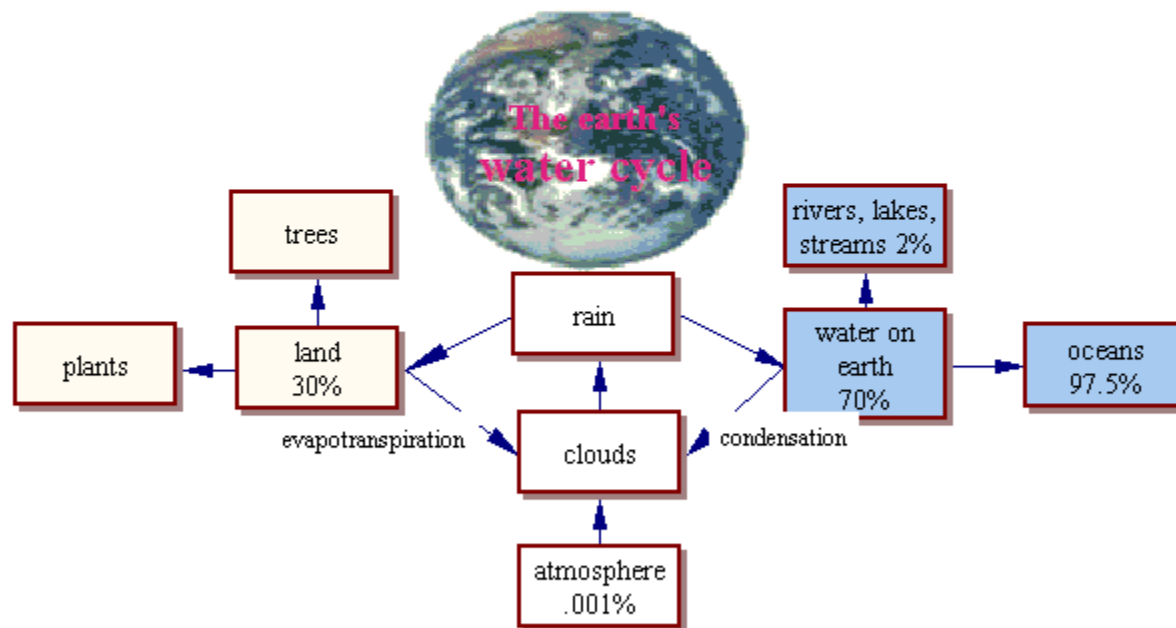 The earth's
water cycle
trees
rivers, lakes,
streams 2%
rain
plants
land
30%
water on
earth
70%
oceans
97.5%
evapotranspiration
clouds
condensation
atmosphere
.001%